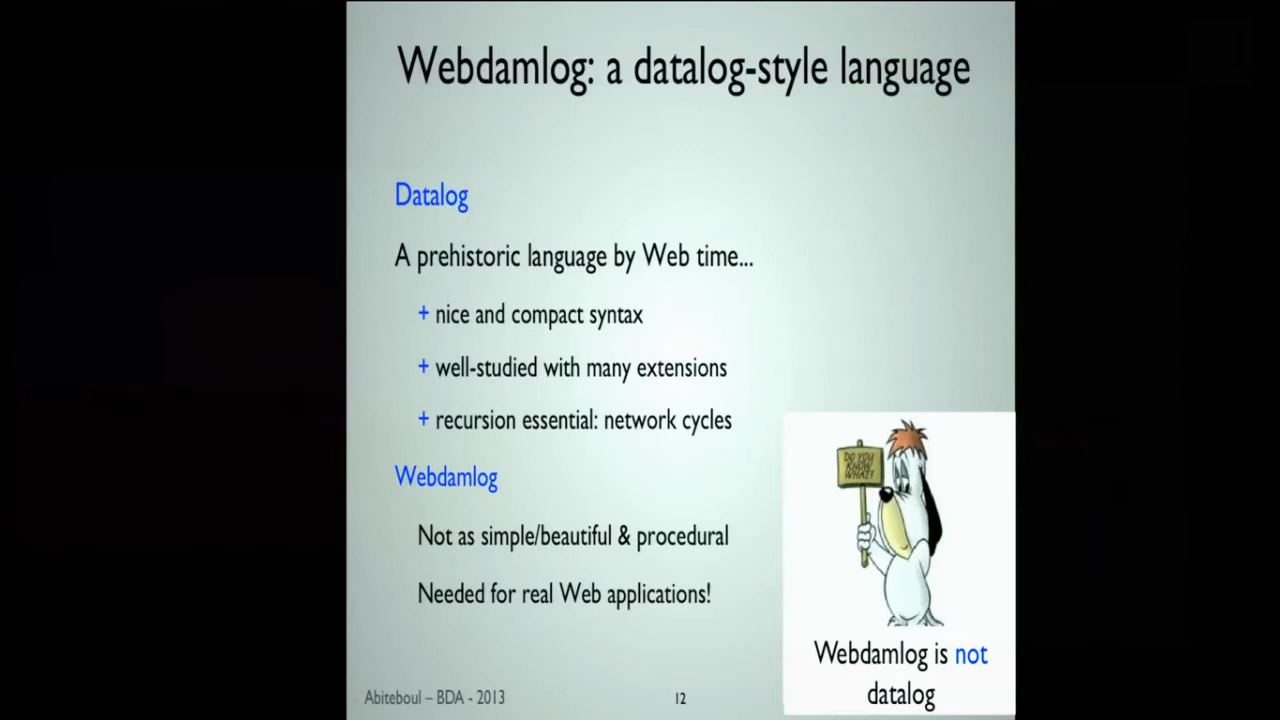 Webdamlog: a datalog-style language
Datalog
A prehistoric language by Web time...
+ nice and compact syntax
+ well-studied with many extensions
+ recursion essential: network cycles
Webdamlog
Not as simple/beautiful & procedural
Needed for real Web applications!
DO YOU
KNOW
WHAT?
Webdamlog is not
datalog
Abiteboul – BDA - 2013
12